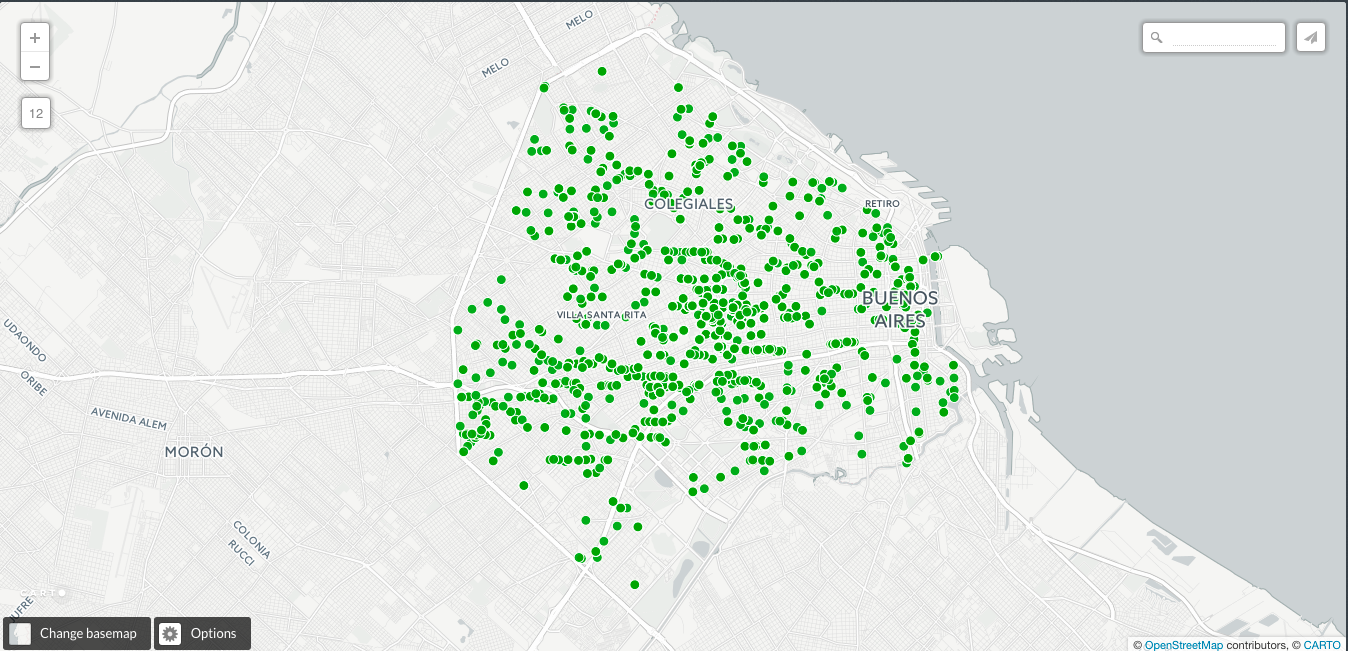 +
−
12
MELO
MELO
COLEGIALES
RETIRO
BUENOS
AIRES
VILLA SANTA RITA
UDAONDO
ORIBE
AVENIDA ALEM
MORÓN
COLONIA
RUCCI
CARTO
Change basemap
Options
© OpenStreetMap contributors, © CARTO